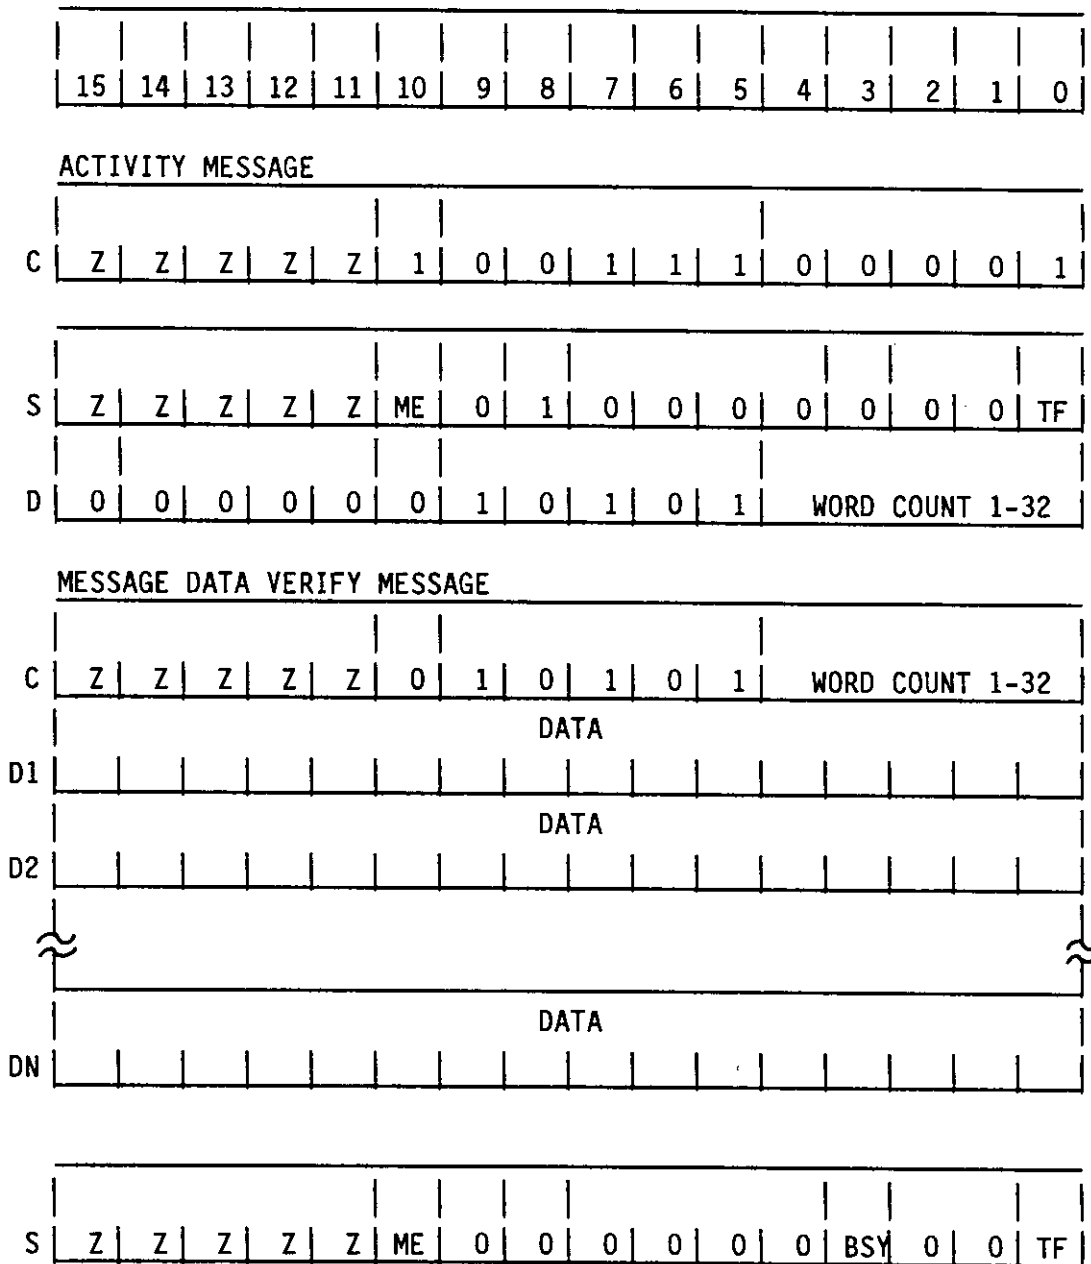 15 14 13 12 11 10 9 8 7 6 5 4 3 2 1 0
ACTIVITY MESSAGE
C Z Z Z Z Z 1 0 0 1 1 1 0 0 0 0 1
S Z Z Z Z Z ME 0 1 0 0 0 0 0 0 0 TF
D 0 0 0 0 0 0 1 0 1 0 1 WORD COUNT 1-32
MESSAGE DATA VERIFY MESSAGE
C Z Z Z Z Z 0 1 0 1 0 1 WORD COUNT 1-32
DATA
D1
DATA
D2
DATA
DN
S Z Z Z Z Z ME 0 0 0 0 0 0 BSY 0 0 TF